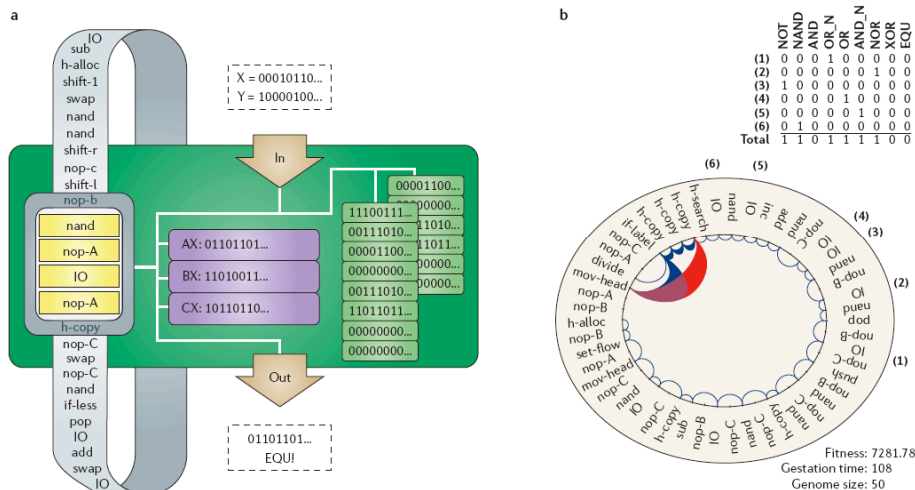 a
IO
sub
h-alloc
shift-1
swap
nand
nand
shift-r
nop-c
shift-l
nop-b
nand
nop-A
IO
nop-A
h-copy
nop-C
swap
nop-C
nand
if-less
pop
IO
add
swap
IO
X = 00010110...
Y = 10000100...
In
AX: 01101101...
BX: 11010011...
CX: 10110110...
11100111...
00111010...
00001100...
00000000...
00111010...
11011011...
00000000...
00000000...
00001100...
00000000...
11010...
11011...
00000...
Out
01101101...
EQU!
b
NOT NAND AND OR_N OR AND_N NOR XOR EQU
(1) 0 0 0 1 0 0 0 0 0
(2) 0 0 0 0 0 0 1 0 0
(3) 1 0 0 0 0 0 0 0 0
(4) 0 0 0 0 1 0 0 0 0
(5) 0 0 0 0 0 1 0 0 0
(6) 0 1 0 0 0 0 0 0 0
Total 1 1 0 1 1 1 1 0 0
(6)
(5)
(4)
(3)
(2)
(1)
h-search
IO
nand
IO
inc
add
nand
nop-C
IO
nand
nop-B
IO
nand
pop
nop-B
IO
nop-C
push
nop-B
nand
nop-C
nand
h-copy
nop-C
nand
nop-C
IO
nop-B
sub
h-copy
nop-C
IO
nand
nop-C
mov-head
nop-A
set-flow
nop-B
h-alloc
nop-B
nop-A
mov-head
divide
nop-A
nop-C
if-label
h-copy
h-copy
h-copy
Fitness: 7281.78
Gestation time: 108
Genome size: 50